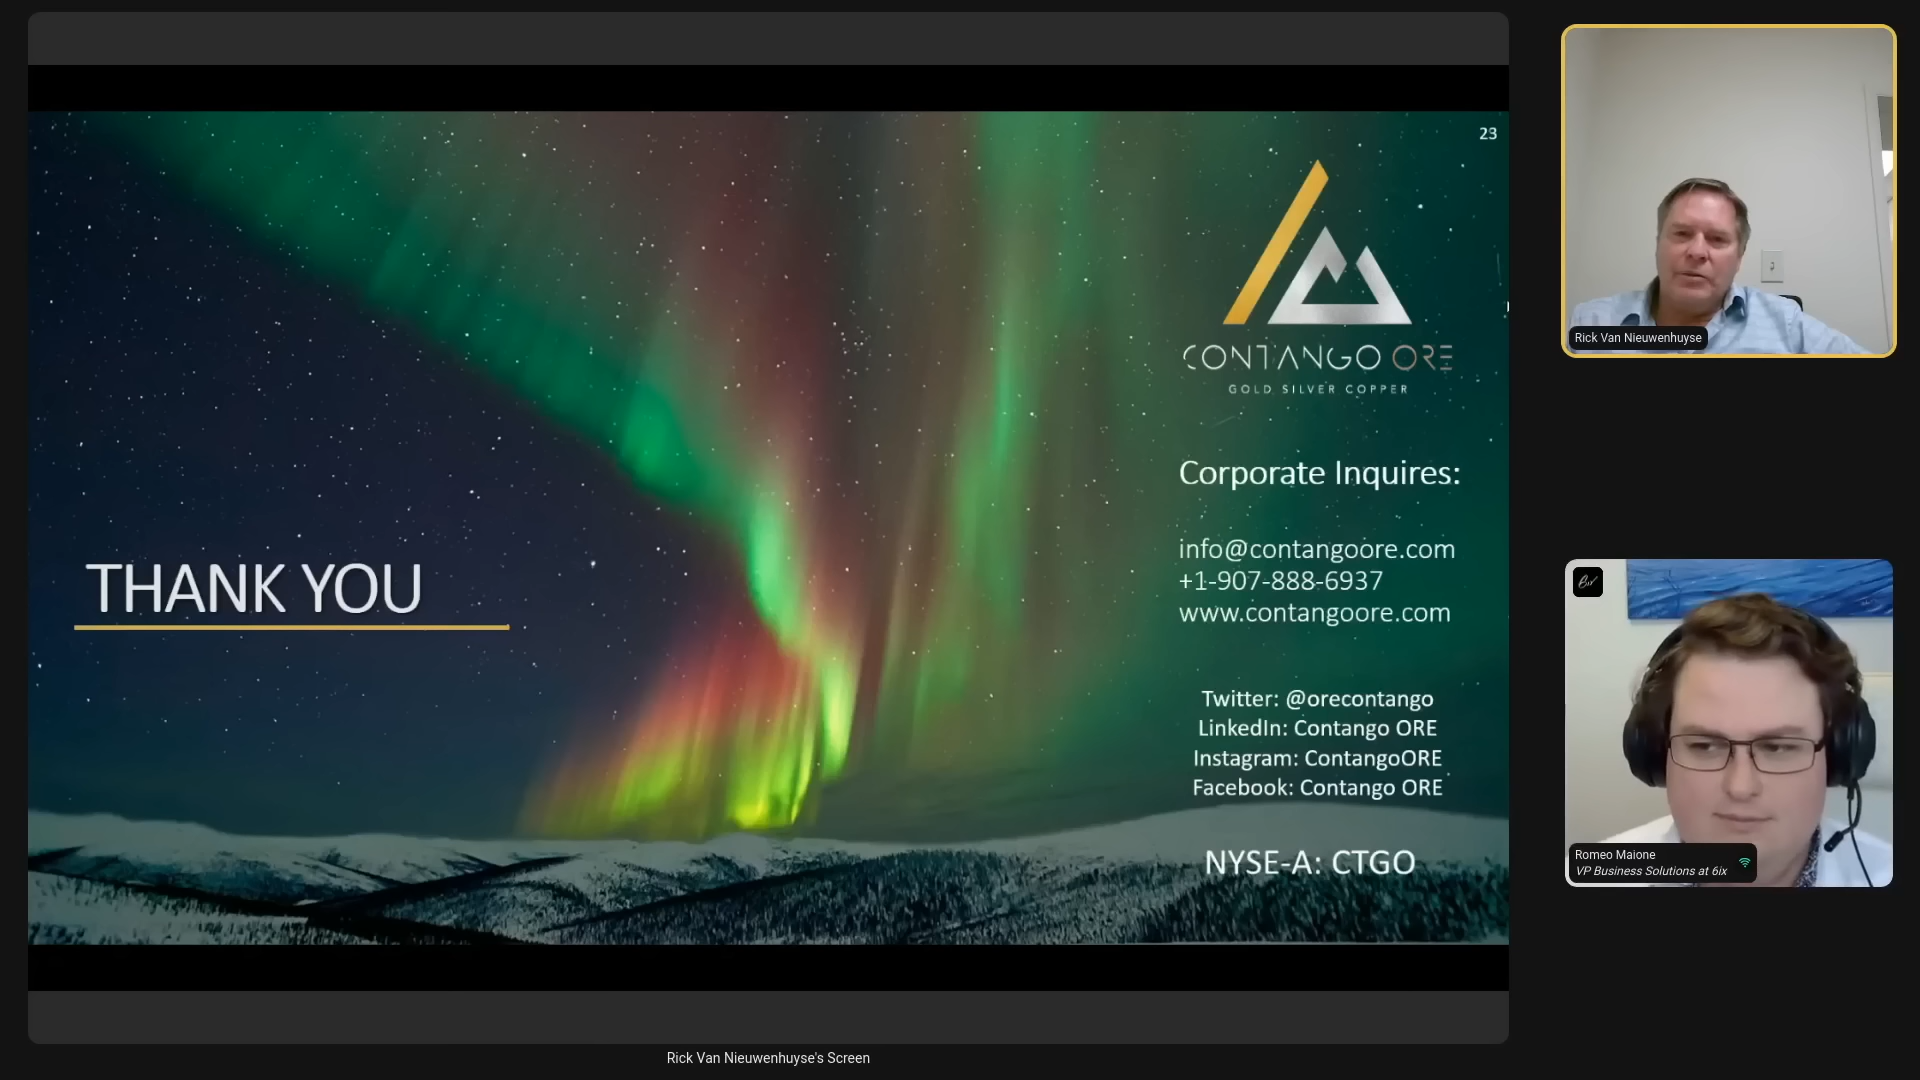 23
CONTANGO ORE
GOLD SILVER COPPER
Corporate Inquires:
info@contangoore.com
+1-907-888-6937
www.contangoore.com
THANK YOU
Twitter: @orecontango
LinkedIn: Contango ORE
Instagram: ContangoORE
Facebook: Contango ORE
NYSE-A: CTGO
Rick Van Nieuwenhuyse's Screen
Rick Van Nieuwenhuyse
Romeo Maione
VP Business Solutions at 6ix